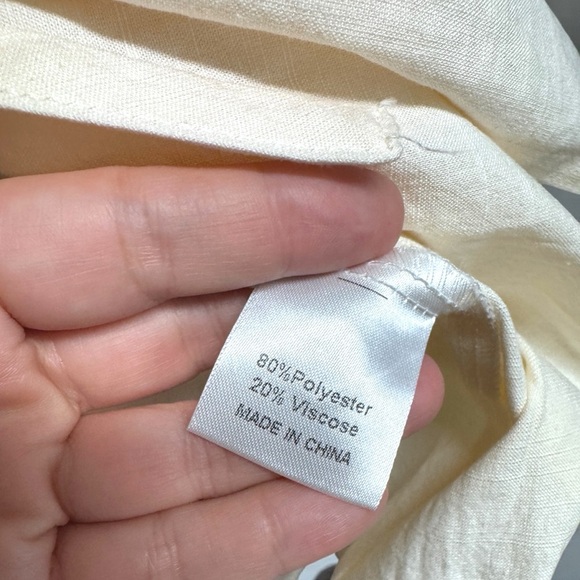 80%Polyester
20% Viscose
MADE IN CHINA